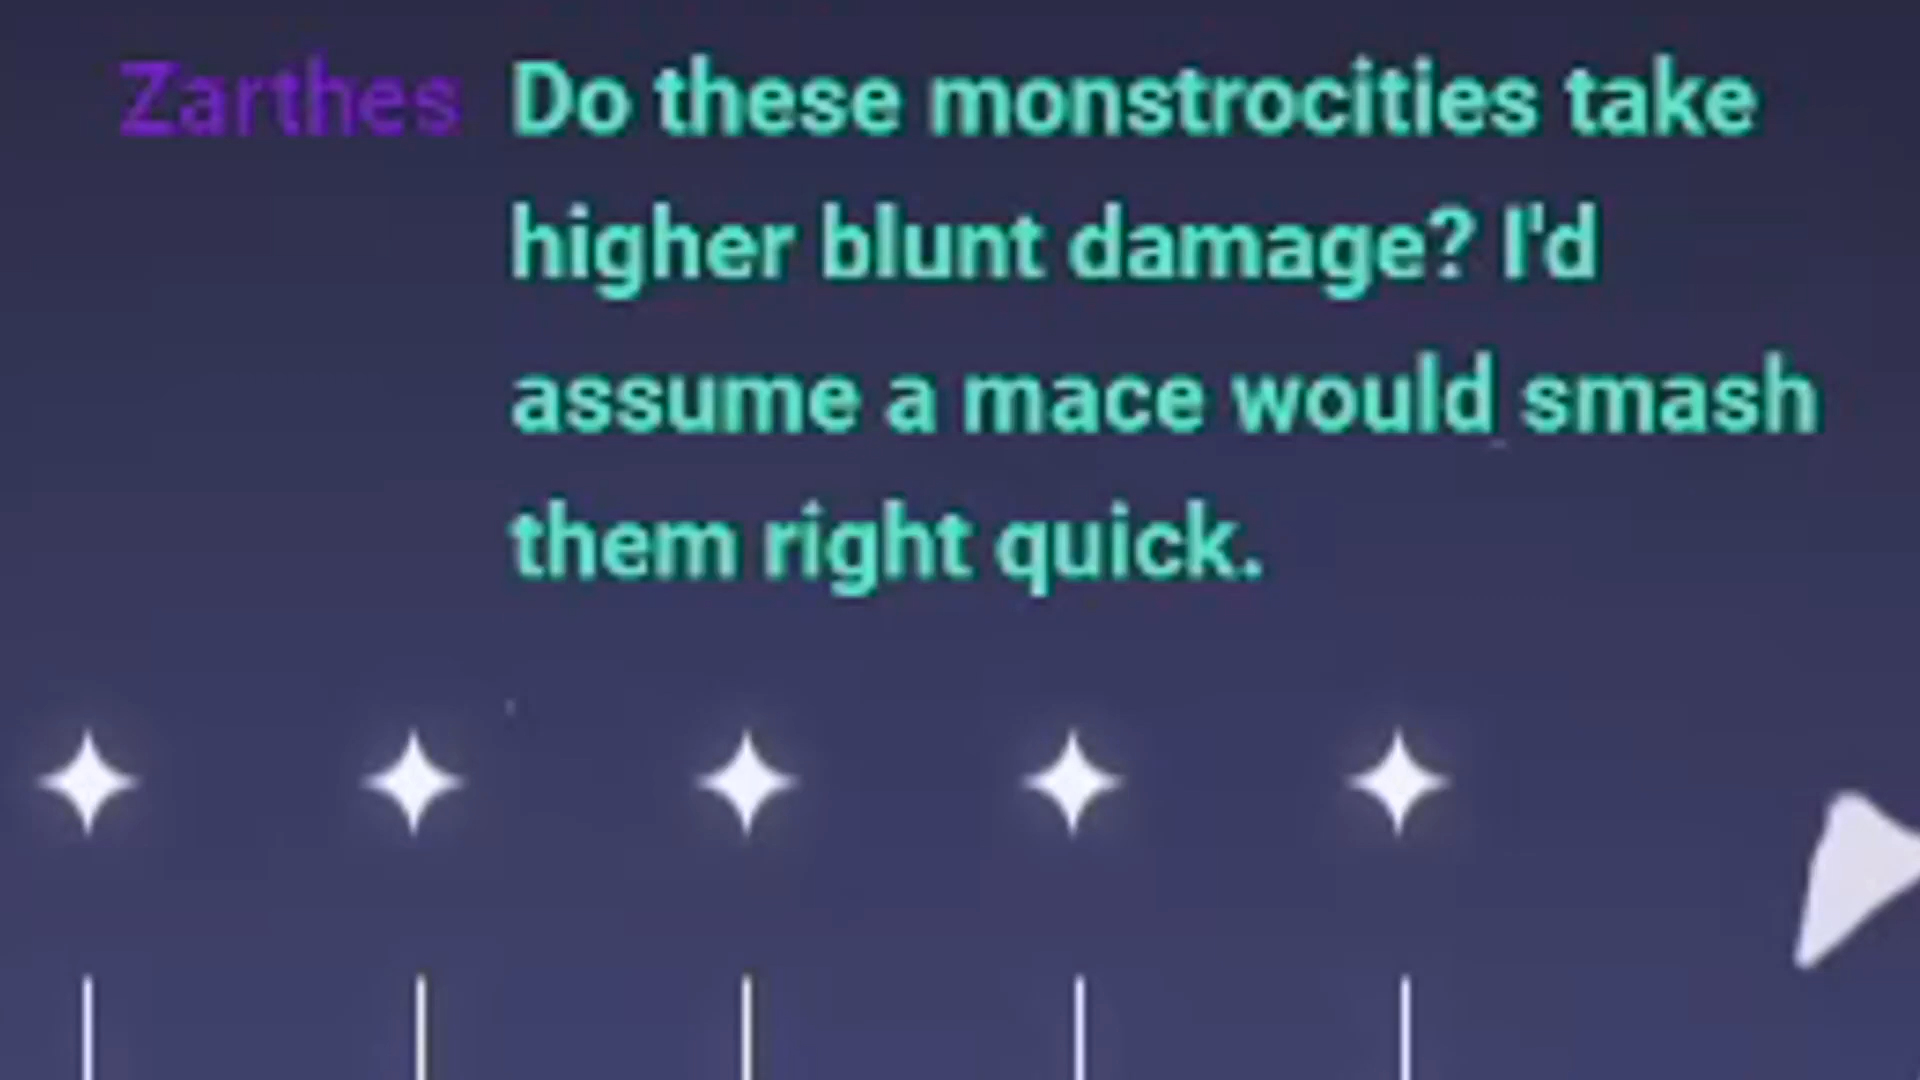 Zarthes Do these monstrocities take
higher blunt damage? I'd
assume a mace would smash
them right quick.